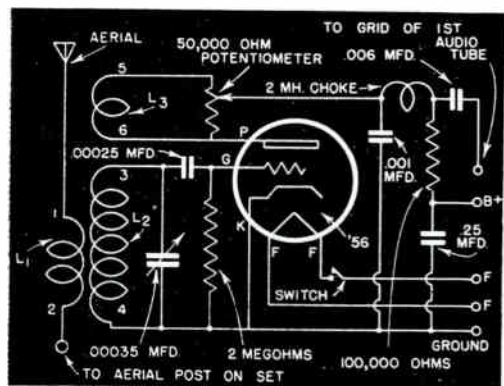 TO GRID OF 1ST
AUDIO
TUBE
AERIAL
50,000 OHM
POTENTIOMETER
.006 MFD.
2 MH. CHOKE
5
L3
6
P
.00025 MFD
G
.001
MFD.
3
1
L2
L1
K
'56
B+
.25
MFD.
F
F
F
2
4
SWITCH
F
GROUND
.00035 MFD.
2 MEGOHMS
100,000 OHMS
TO AERIAL POST ON SET